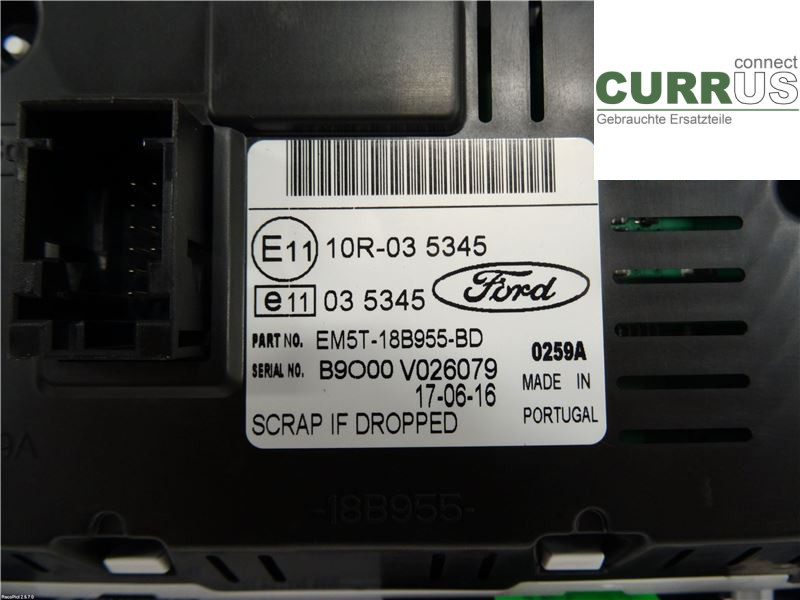 connect
CURRUS
Gebrauchte Ersatzteile
E11 10R-03 5345
e11 03 5345
Ford
PART NO. EM5T-18B955-BD
0259A
SERIAL NO. B9O00 V026079
17-06-16
MADE IN
PORTUGAL
SCRAP IF DROPPED
-18B955-